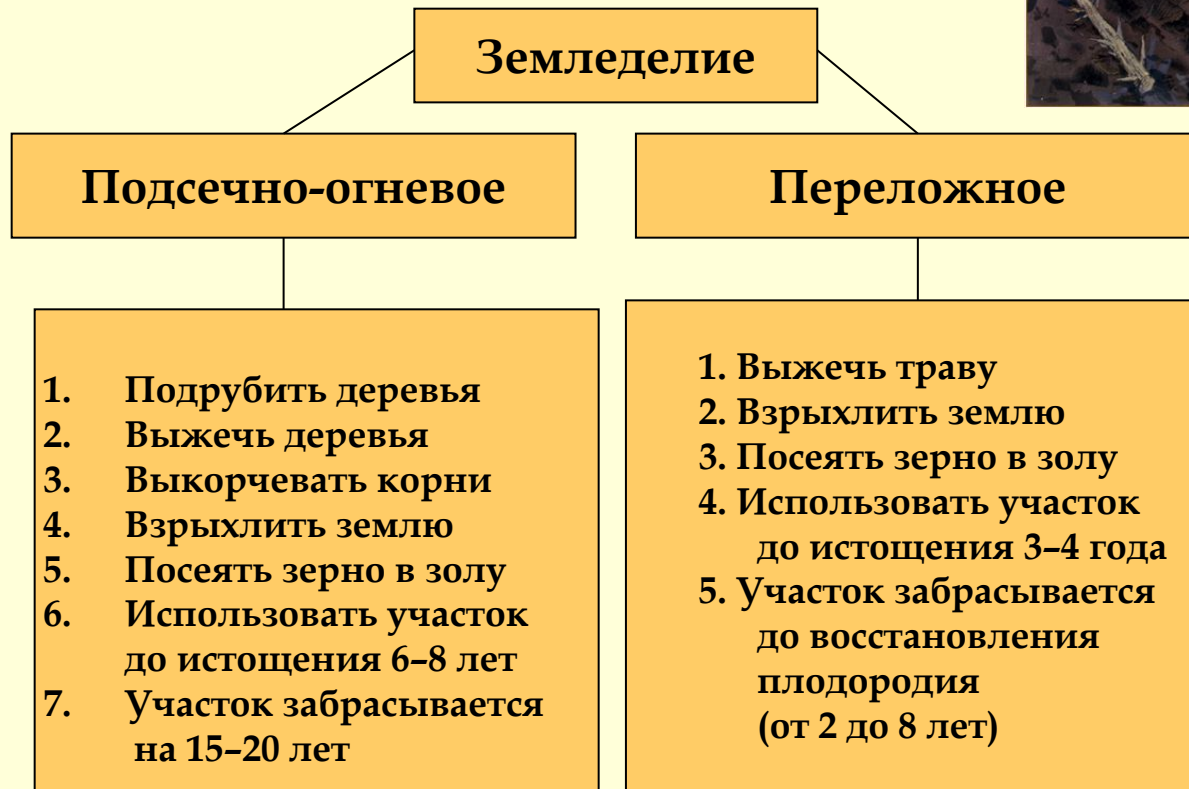 Земледелие
Подсечно-огневое
1. Подрубить деревья
2. Выжечь деревья
3. Выкорчевать корни
4. Взрыхлить землю
5. Посеять зерно в золу
6. Использовать участок
до истощения 6–8 лет
7. Участок забрасывается
на 15–20 лет
Переложное
1. Выжечь траву
2. Взрыхлить землю
3. Посеять зерно в золу
4. Использовать участок
до истощения 3–4 года
5. Участок забрасывается
до восстановления
плодородия
(от 2 до 8 лет)